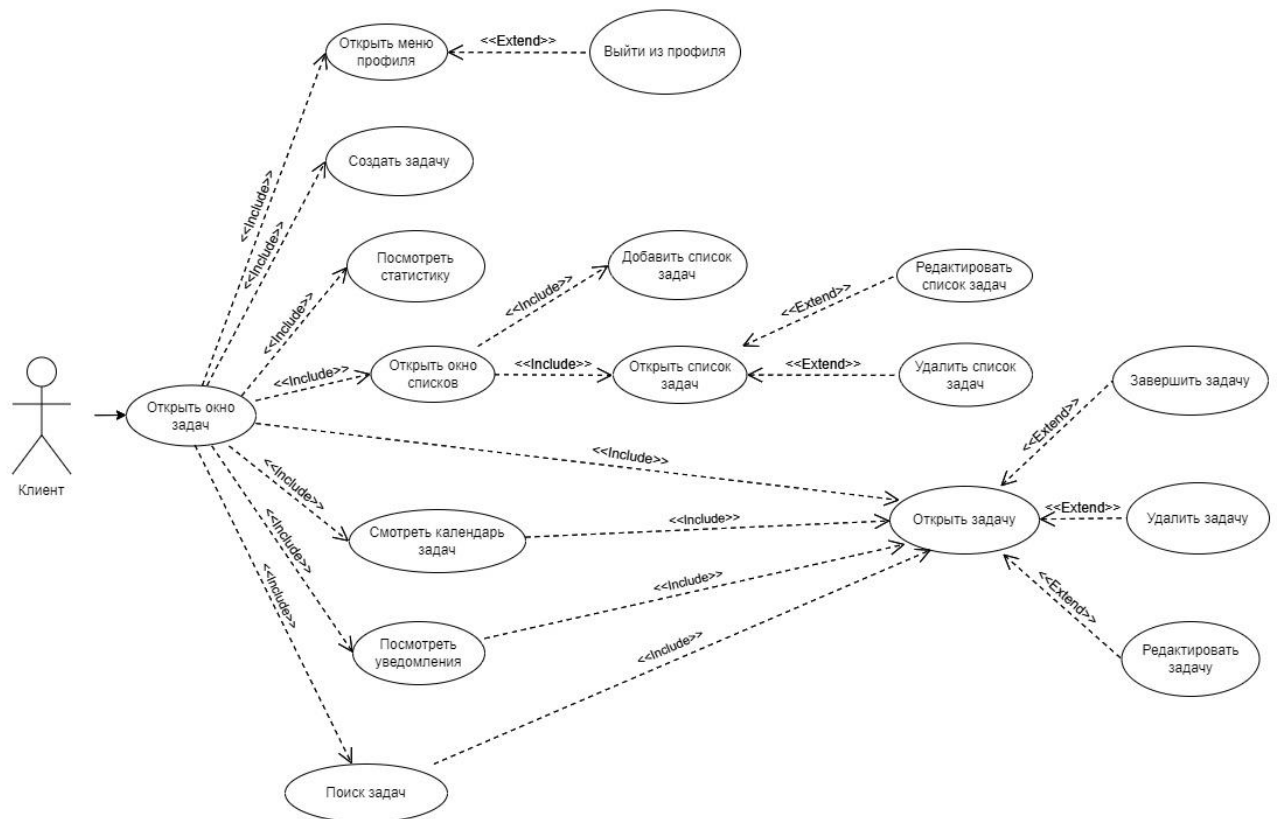 Открыть меню
профиля
<<Extend>>
Выйти из профиля
<<Include>>
Создать задачу
<<Include>>
Посмотреть
статистику
<<Include>>
Добавить список
задач
<<Include>>
Редактировать
список задач
<<Extend>>
<<Include>>
Открыть окно
списков
<<Include>>
Открыть список
задач
<<Extend>>
Удалить список
задач
Завершить задачу
<<Extend>>
Открыть окно
задач
Клиент
<<Include>>
<<Include>>
Смотреть календарь
задач
<<Include>>
Открыть задачу
<<Extend>>
Удалить задачу
<<Include>>
Посмотреть
уведомления
<<Include>>
<<Extend>>
Редактировать
задачу
<<Include>>
<<Include>>
Поиск задач